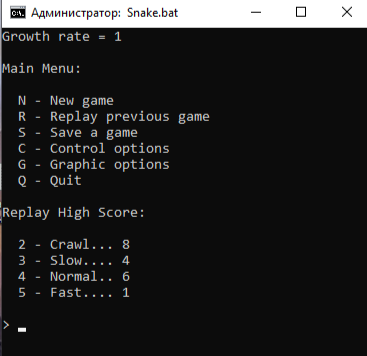 Администратор: Snake.bat
Growth rate = 1
Main Menu:
N - New game
R - Replay previous game
S - Save a game
C - Control options
G - Graphic options
Q - Quit
Replay High Score:
2 - Crawl... 8
3 - Slow.... 4
4 - Normal.. 6
5 - Fast.... 1
> _